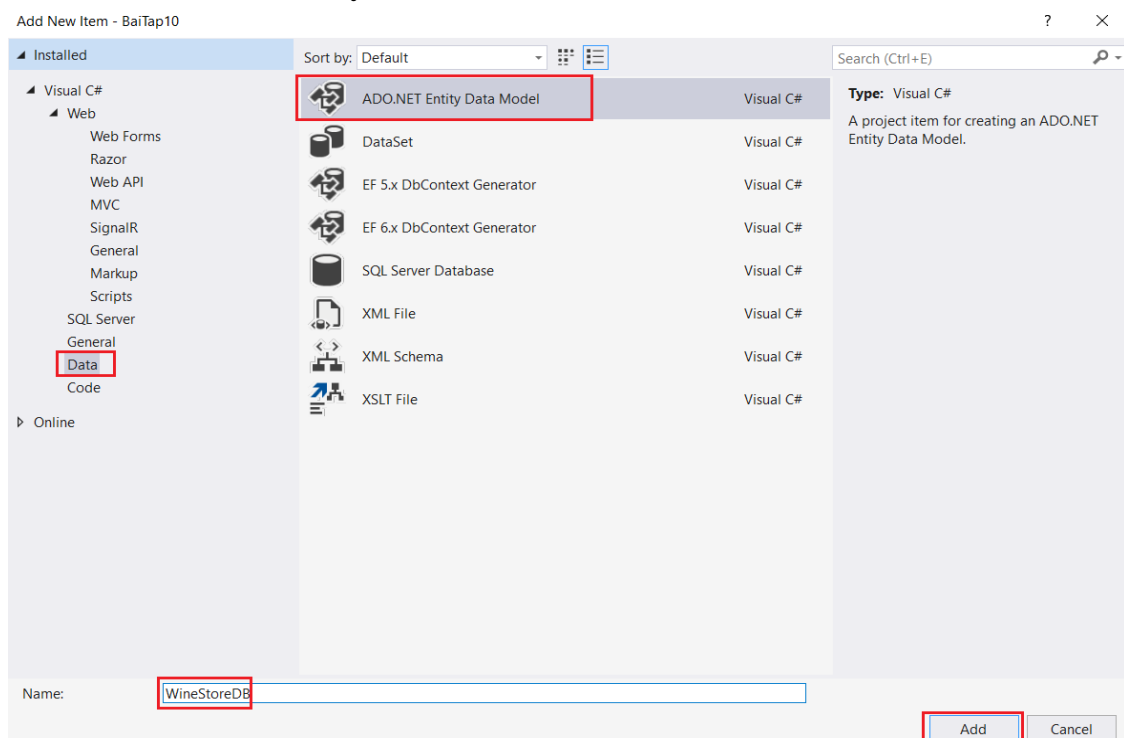 Add New Item - BaiTap10
? ×
Installed
Sort by: Default
Search (Ctrl+E)
Visual C#
Web
Web Forms
Razor
Web API
MVC
SignalR
General
Markup
Scripts
SQL Server
General
Data
Code
Online
ADO.NET Entity Data Model Visual C#
DataSet Visual C#
EF 5.x DbContext Generator Visual C#
EF 6.x DbContext Generator Visual C#
SQL Server Database Visual C#
XML File Visual C#
XML Schema Visual C#
XSLT File Visual C#
Type: Visual C#
A project item for creating an ADO.NET
Entity Data Model.
Name: WineStoreDB
Add Cancel